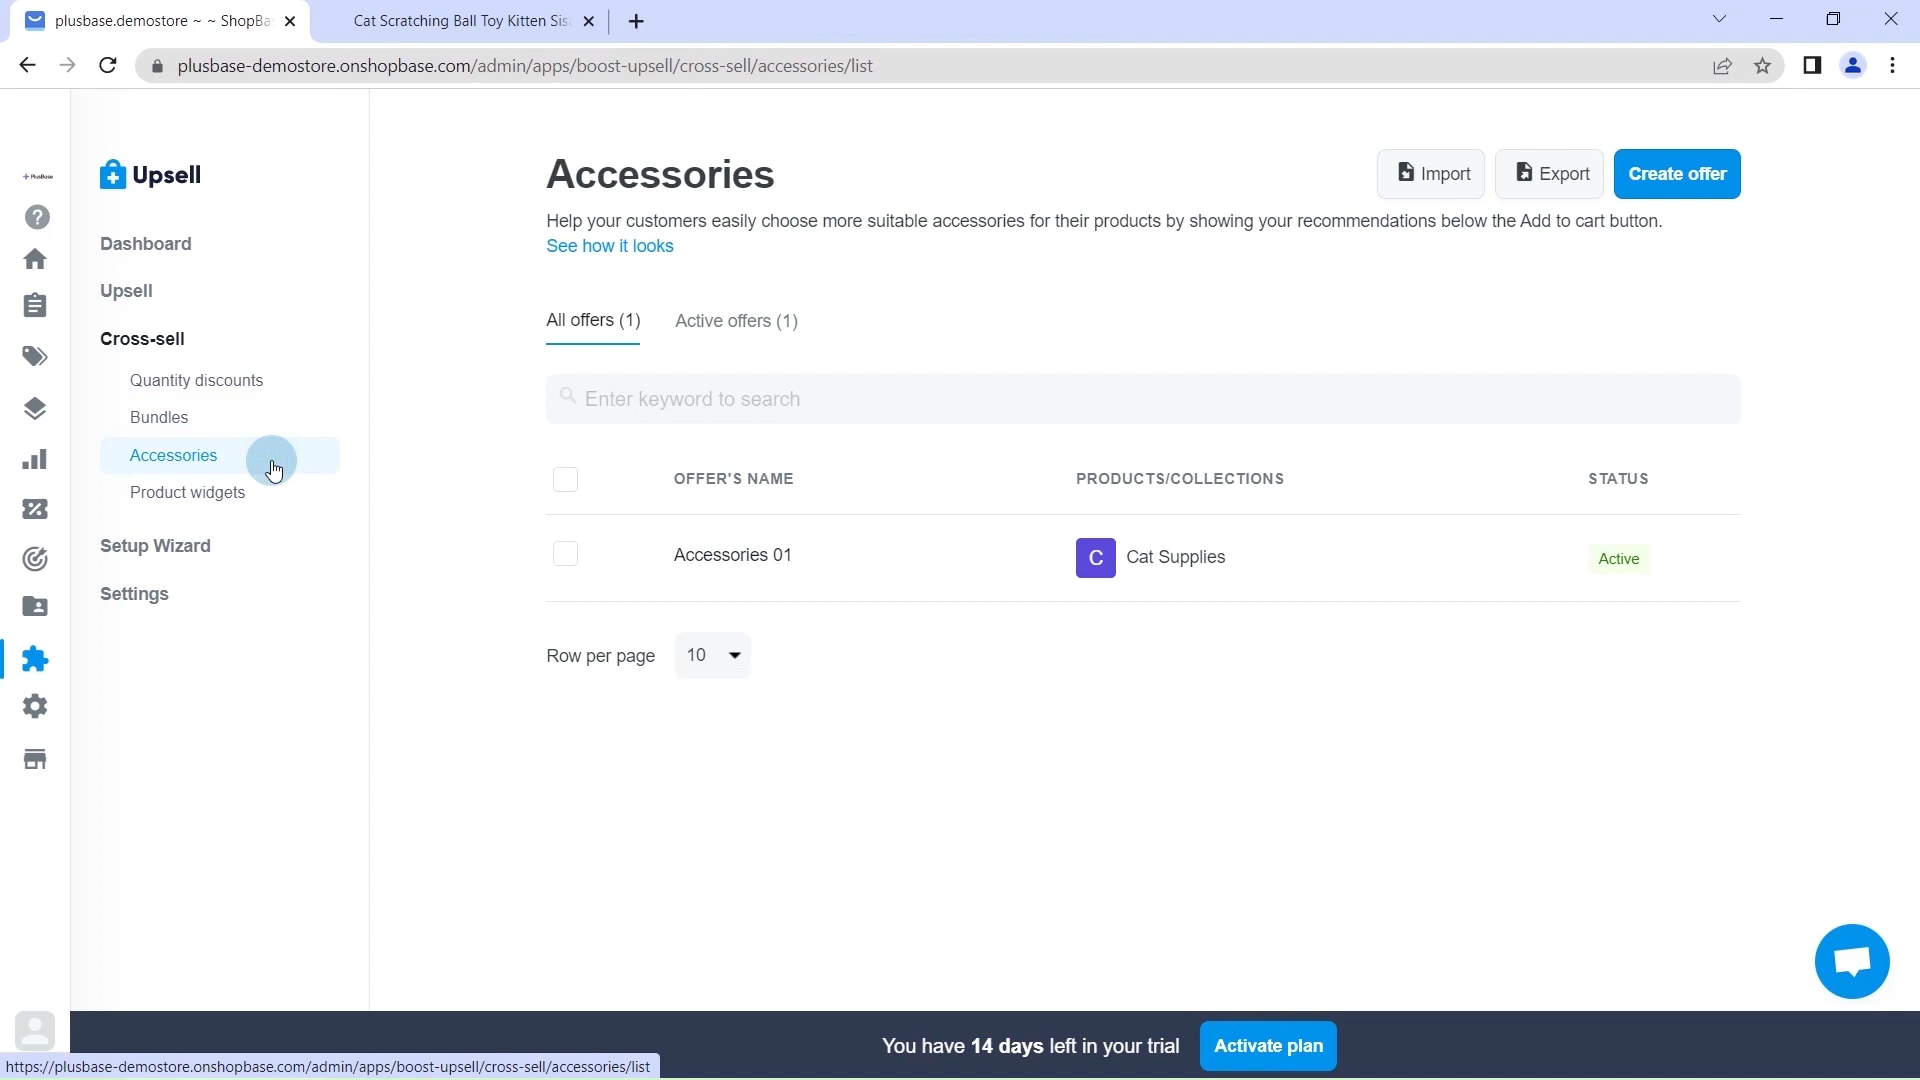 plusbase.demostore ~ ~ ShopBa
Cat Scratching Ball Toy Kitten Sis
plusbase-demostore.onshopbase.com/admin/apps/boost-upsell/cross-sell/accessories/list
PlusBase
Upsell
Dashboard
Upsell
Cross-sell
Quantity discounts
Bundles
Accessories
Product widgets
Setup Wizard
Settings
Accessories
Import
Export
Create offer
Help your customers easily choose more suitable accessories for their products by showing your recommendations below the Add to cart button.
See how it looks
All offers (1)
Active offers (1)
Enter keyword to search
OFFER'S NAME
PRODUCTS/COLLECTIONS
STATUS
Accessories 01
C
Cat Supplies
Active
Row per page
10
You have 14 days left in your trial
Activate plan
https://plusbase-demostore.onshopbase.com/admin/apps/boost-upsell/cross-sell/accessories/list